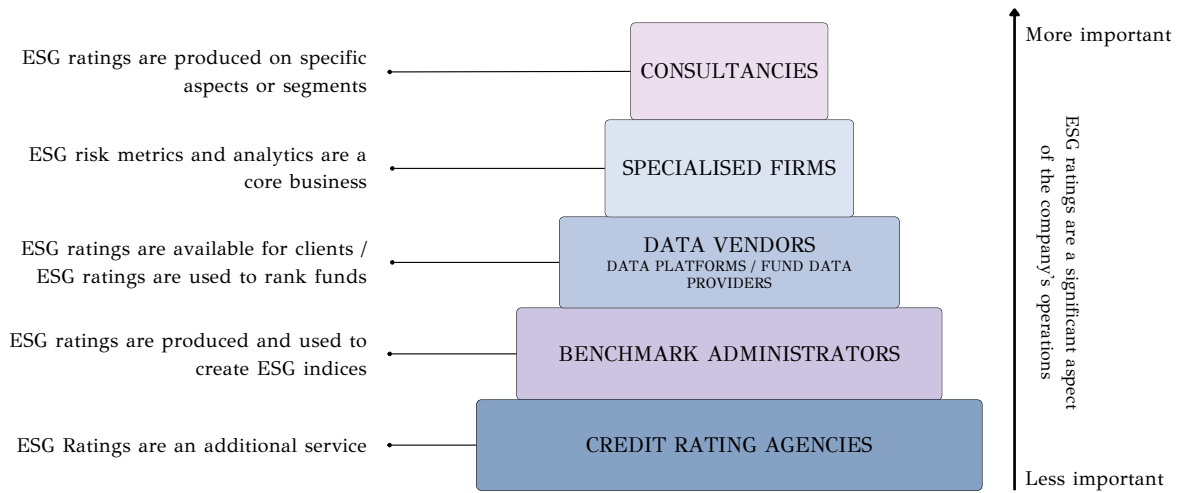 ESG ratings are produced on specific
aspects or segments
CONSULTANCIES
ESG risk metrics and analytics are a
core business
SPECIALISED FIRMS
ESG ratings are available for clients /
ESG ratings are used to rank funds
DATA VENDORS
DATA PLATFORMS / FUND DATA
PROVIDERS
ESG ratings are produced and used to
create ESG indices
BENCHMARK ADMINISTRATORS
ESG Ratings are an additional service
CREDIT RATING AGENCIES
More important
ESG ratings are a significant aspect
of the company's operations
Less important